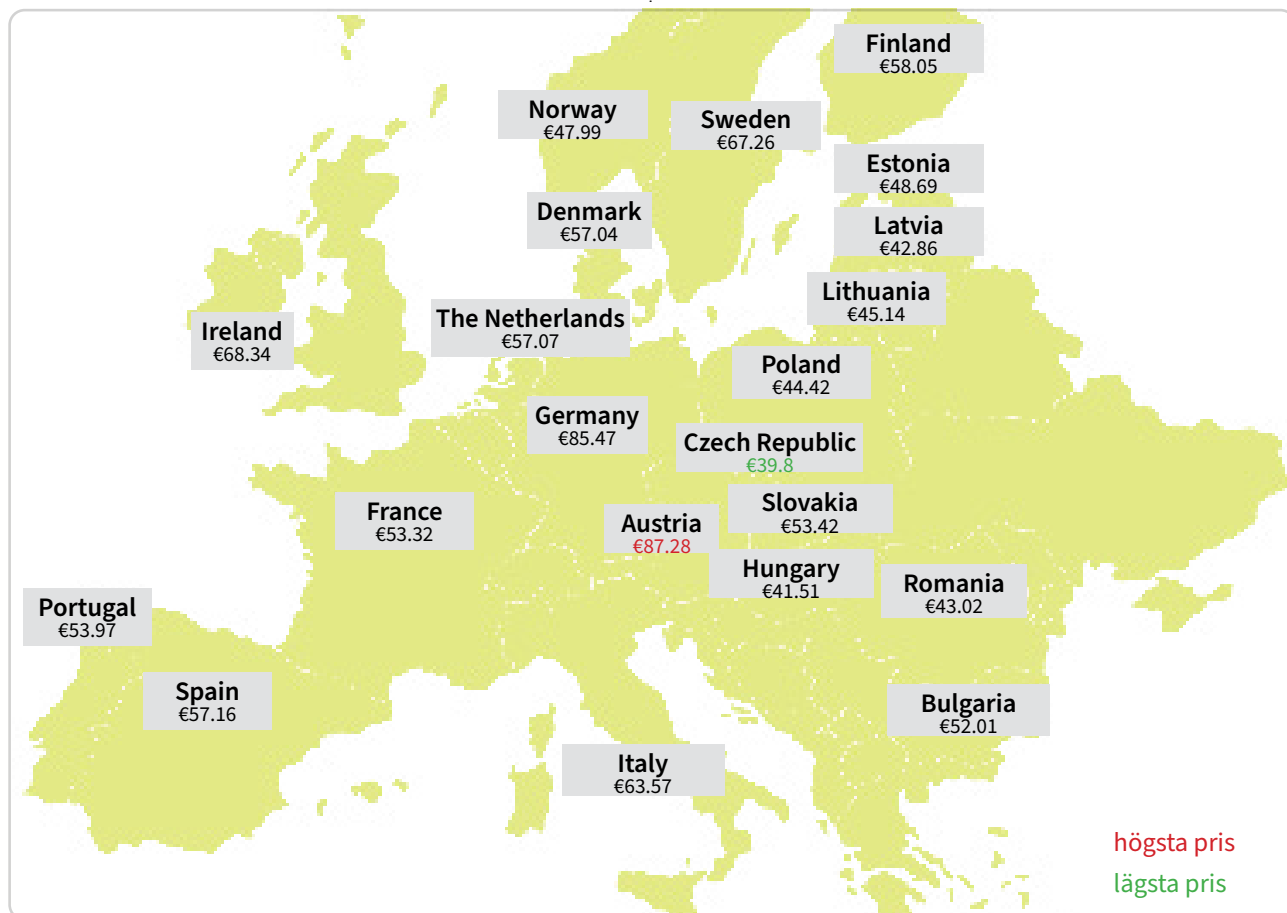 Finland
€58.05
Norway
€47.99
Sweden
€67.26
Estonia
€48.69
Denmark
€57.04
Latvia
€42.86
Lithuania
€45.14
The Netherlands
€57.07
Ireland
€68.34
Poland
€44.42
Germany
€85.47
Czech Republic
€39.8
France
€53.32
Slovakia
€53.42
Austria
€87.28
Hungary
€41.51
Romania
€43.02
Portugal
€53.97
Spain
€57.16
Bulgaria
€52.01
Italy
€63.57
högsta pris
lägsta pris